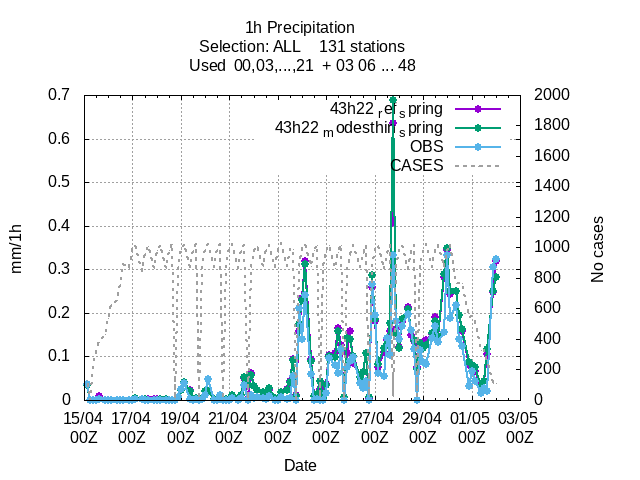 1h Precipitation
Selection: ALL 131 stations
Used 00,03,...,21 + 03 06 ... 48
43h22_ref_spring
43h22_modesthin_spring
OBS
CASES
0.7
0.6
0.5
0.4
0.3
0.2
0.1
0
mm/1h
2000
1800
1600
1400
1200
1000
800
600
400
200
0
No cases
15/04 17/04 19/04 21/04 23/04 25/04 27/04 29/04 01/05 03/05
00Z 00Z 00Z 00Z 00Z 00Z 00Z 00Z 00Z 00Z
Date